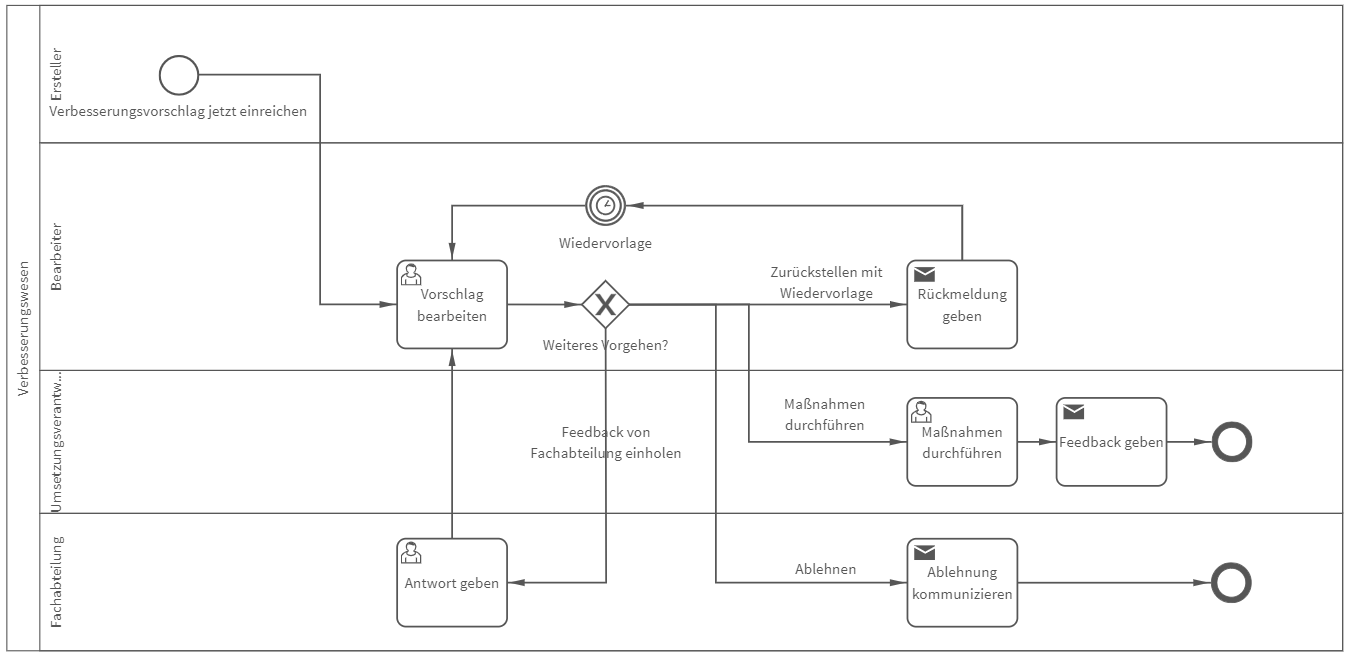 Verbesserungswesen
Ersteller
Verbesserungsvorschlag jetzt einreichen
Bearbeiter
Wiedervorlage
Vorschlag
bearbeiten
Weiteres Vorgehen?
Zurückstellen mit
Wiedervorlage
Rückmeldung
geben
Umsetzungsverantw...
Feedback von
Fachabteilung einholen
Maßnahmen
durchführen
Maßnahmen
durchführen
Feedback geben
Fachabteilung
Antwort geben
Ablehnen
Ablehnung
kommunizieren